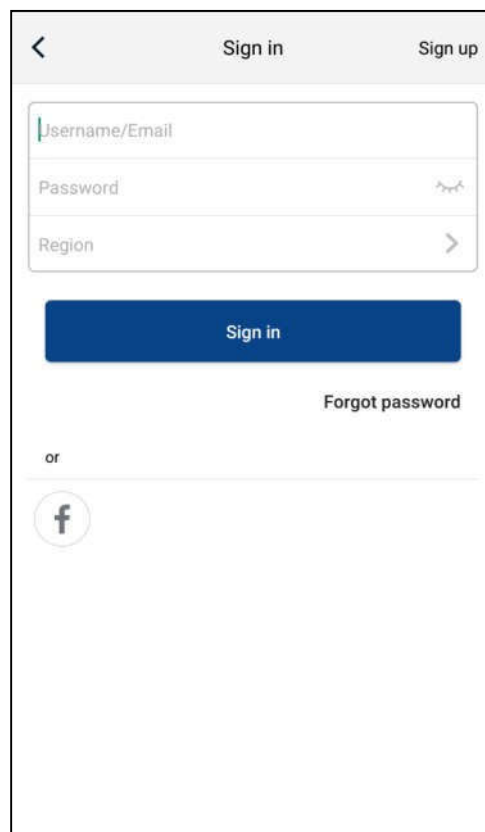 Sign in
Sign up
Username/Email
Password
Region
Sign in
Forgot password
or
f